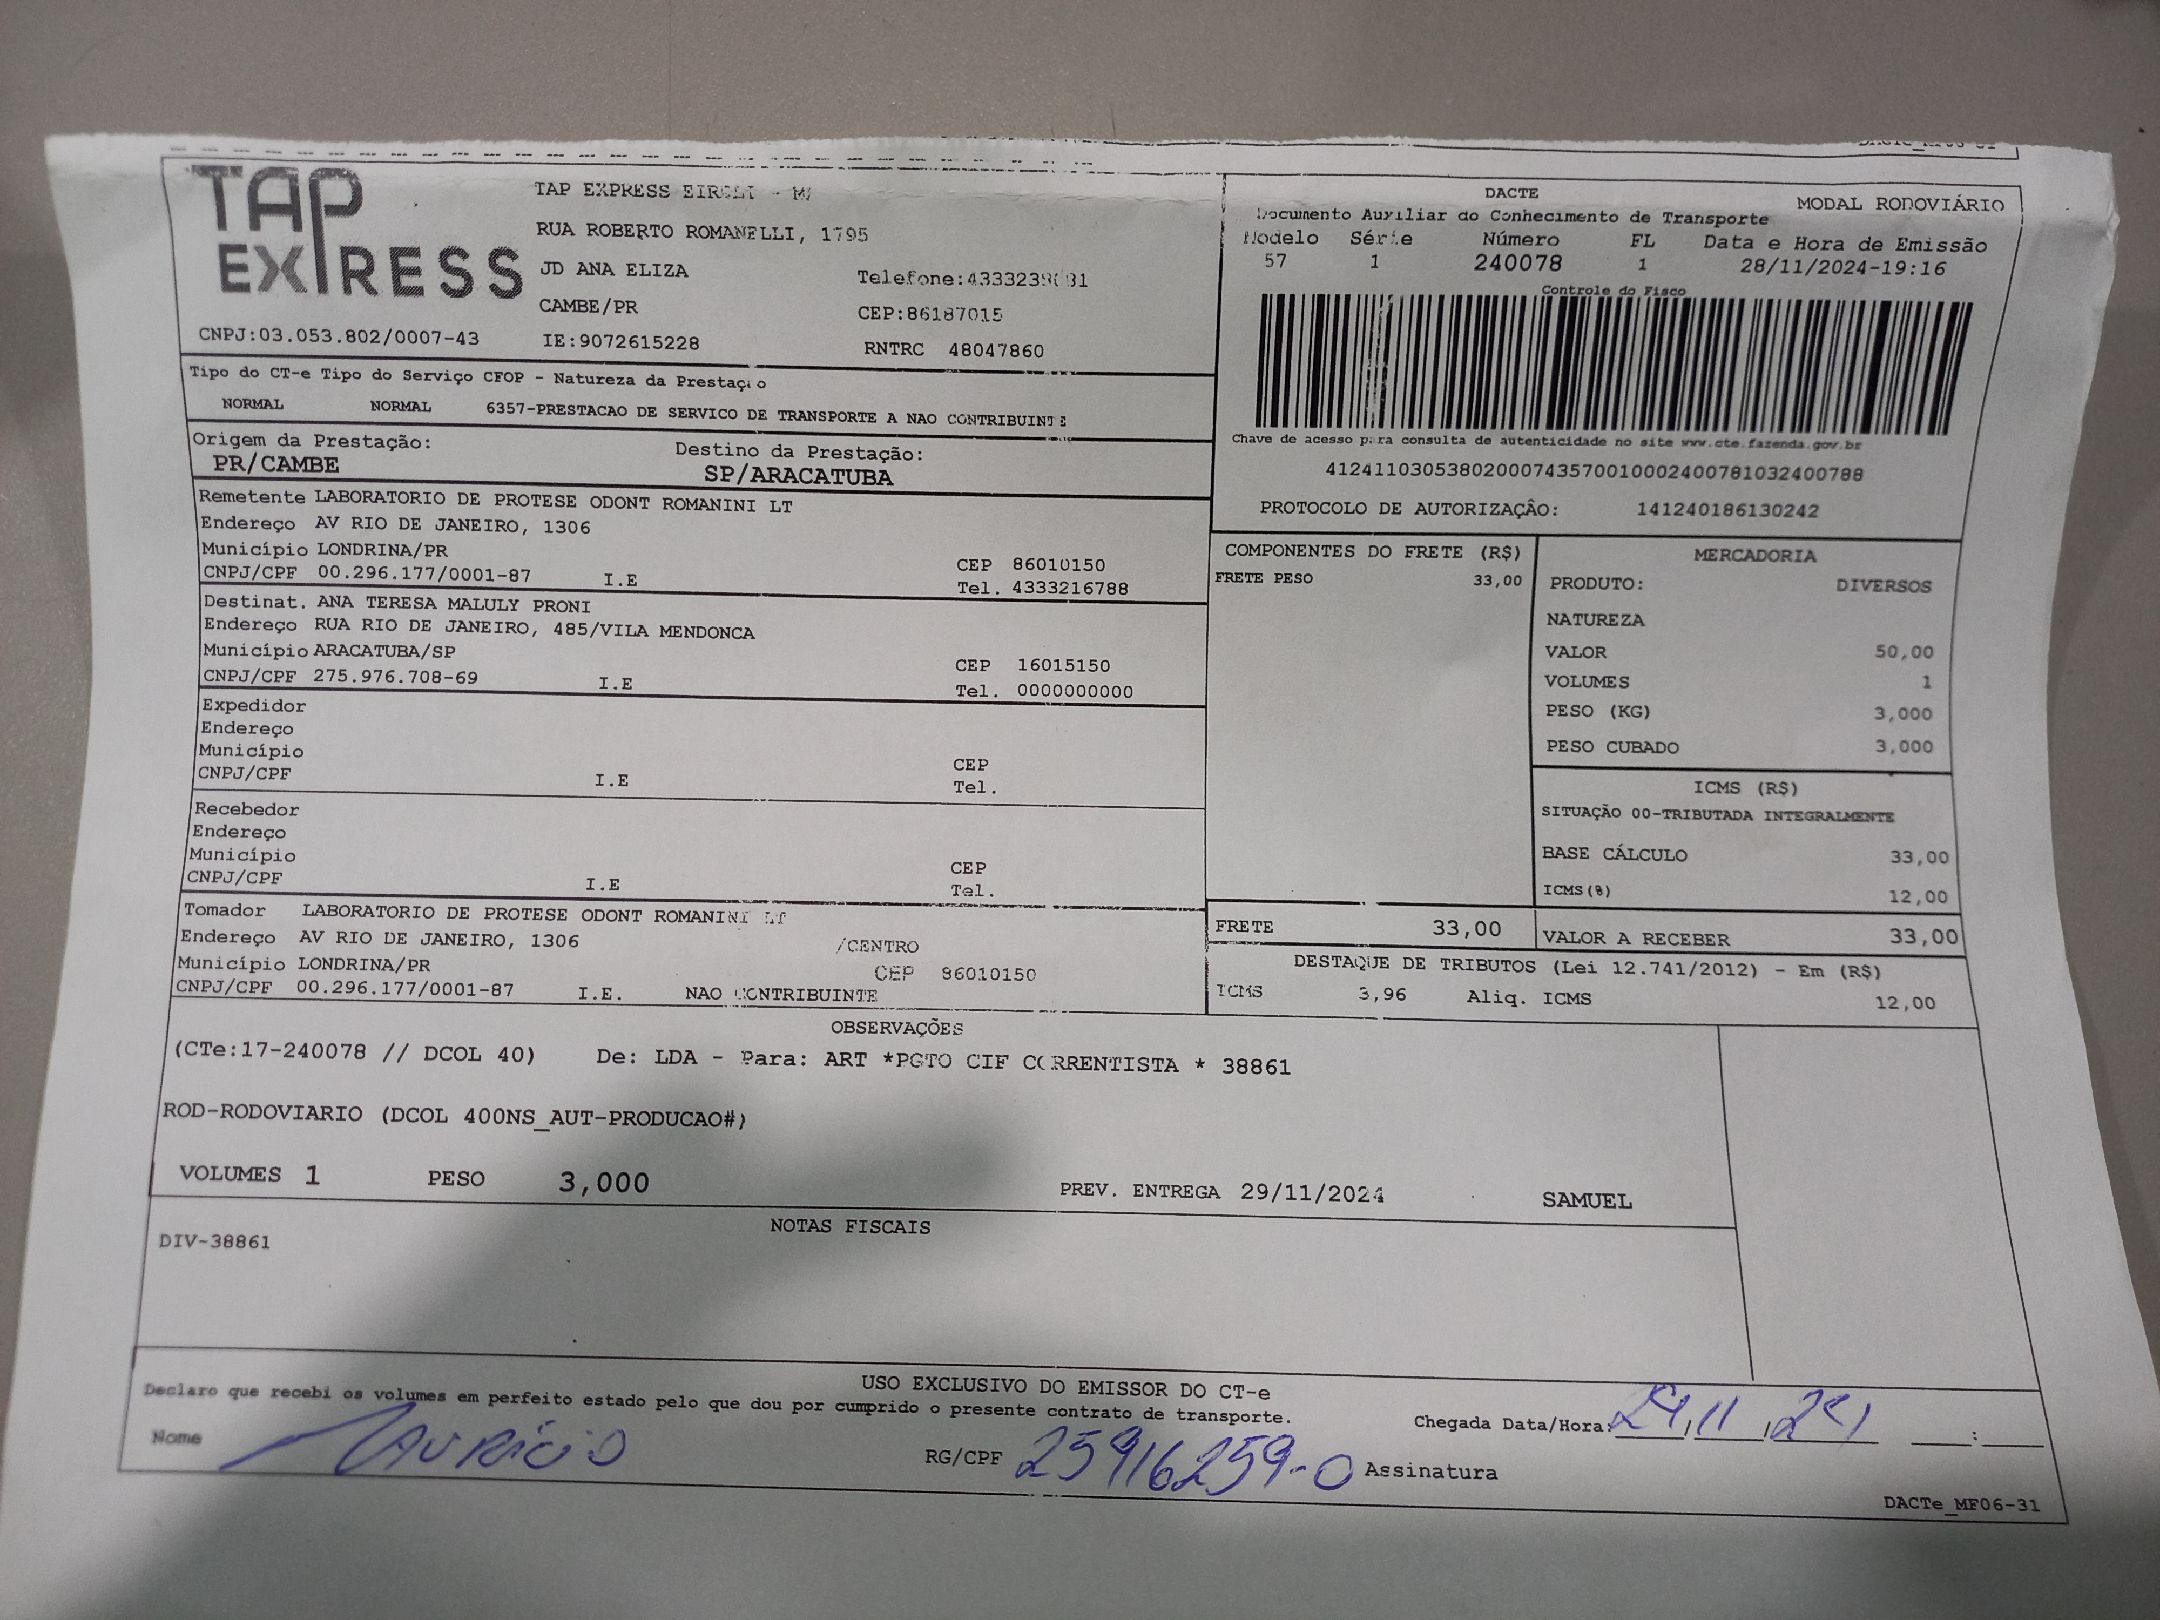 TAP
EXPRESS
CNPJ:03.053.802/0007-43
TAP EXPRESS EIRELI - M
RUA ROBERTO ROMANELLI, 1795
JD ANA ELIZA
CAMBE/PR
IE:9072615228
CEP:86187015
RNTRC 48047860
DACTE
MODAL RODOVIÁRIO
Documento Auxiliar do Conhecimento de Transporte
Modelo Série Número FL Data e Hora de Emissão
57 1 240078 1 28/11/2024-19:16
Controle do Fisco
Chave de acesso para consulta de autenticidade no site www.cte.fazenda.gov.br
41241103053802000743570010002400781032400788
PROTOCOLO DE AUTORIZAÇÂO: 141240186130242
Tipo do CT-e Tipo do Serviço CFOP - Natureza da Prestação
NORMAL NORMAL 6357-PRESTACAO DE SERVICO DE TRANSPORTE A NAO CONTRIBUINTE
Origem da Prestação: Destino da Prestação:
PR/CAMBE SP/ARACATUBA
Remetente LABORATORIO DE PROTESE ODONT ROMANINI LT
Endereço AV RIO DE JANEIRO, 1306
Município LONDRINA/PR CEP 86010150
CNPJ/CPF 00.296.177/0001-87 I.E Tel. 4333216788
Destinat. ANA TERESA MALULY PRONI
Endereço RUA RIO DE JANEIRO, 485/VILA MENDONCA
Município ARACATUBA/SP CEP 16015150
CNPJ/CPF 275.976.708-69 I.E Tel. 0000000000
Expedidor
Endereço
Município CEP
CNPJ/CPF I.E Tel.
Recebedor
Endereço
Município CEP
CNPJ/CPF I.E Tel.
Tomador LABORATORIO DE PROTESE ODONT ROMANINI LT
Endereço AV RIO DE JANEIRO, 1306 /CENTRO
Município LONDRINA/PR CEP 86010150
CNPJ/CPF 00.296.177/0001-87 I.E. NAO CONTRIBUINTE
COMPONENTES DO FRETE (R$)
FRETE PESO 33,00
MERCADORIA
PRODUTO: DIVERSOS
NATUREZA
VALOR 50,00
VOLUMES 1
PESO (KG) 3,000
PESO CUBADO 3,000
ICMS (R$)
SITUAÇÃO 00-TRIBUTADA INTEGRALMENTE
BASE CÁLCULO 33,00
ICMS(%) 12,00
FRETE 33,00 VALOR A RECEBER 33,00
DESTAQUE DE TRIBUTOS (Lei 12.741/2012) - Em (R$)
ICMS 3,96 Aliq. ICMS 12,00
OBSERVAÇÕES
(CTe:17-240078 // DCOL 40) De: LDA - Para: ART *PGTO CIF CORRENTISTA * 38861
ROD-RODOVIARIO (DCOL 400NS_AUT-PRODUCAO#)
VOLUMES 1 PESO 3,000 PREV. ENTREGA 29/11/2024 SAMUEL
NOTAS FISCAIS
DIV-38861
USO EXCLUSIVO DO EMISSOR DO CT-e
Declaro que recebi os volumes em perfeito estado pelo que dou por cumprido o presente contrato de transporte.
Chegada Data/Hora: 29,11,24 :
Nome MAURÍCIO RG/CPF 25916259-0 Assinatura
DACTe_MF06-31